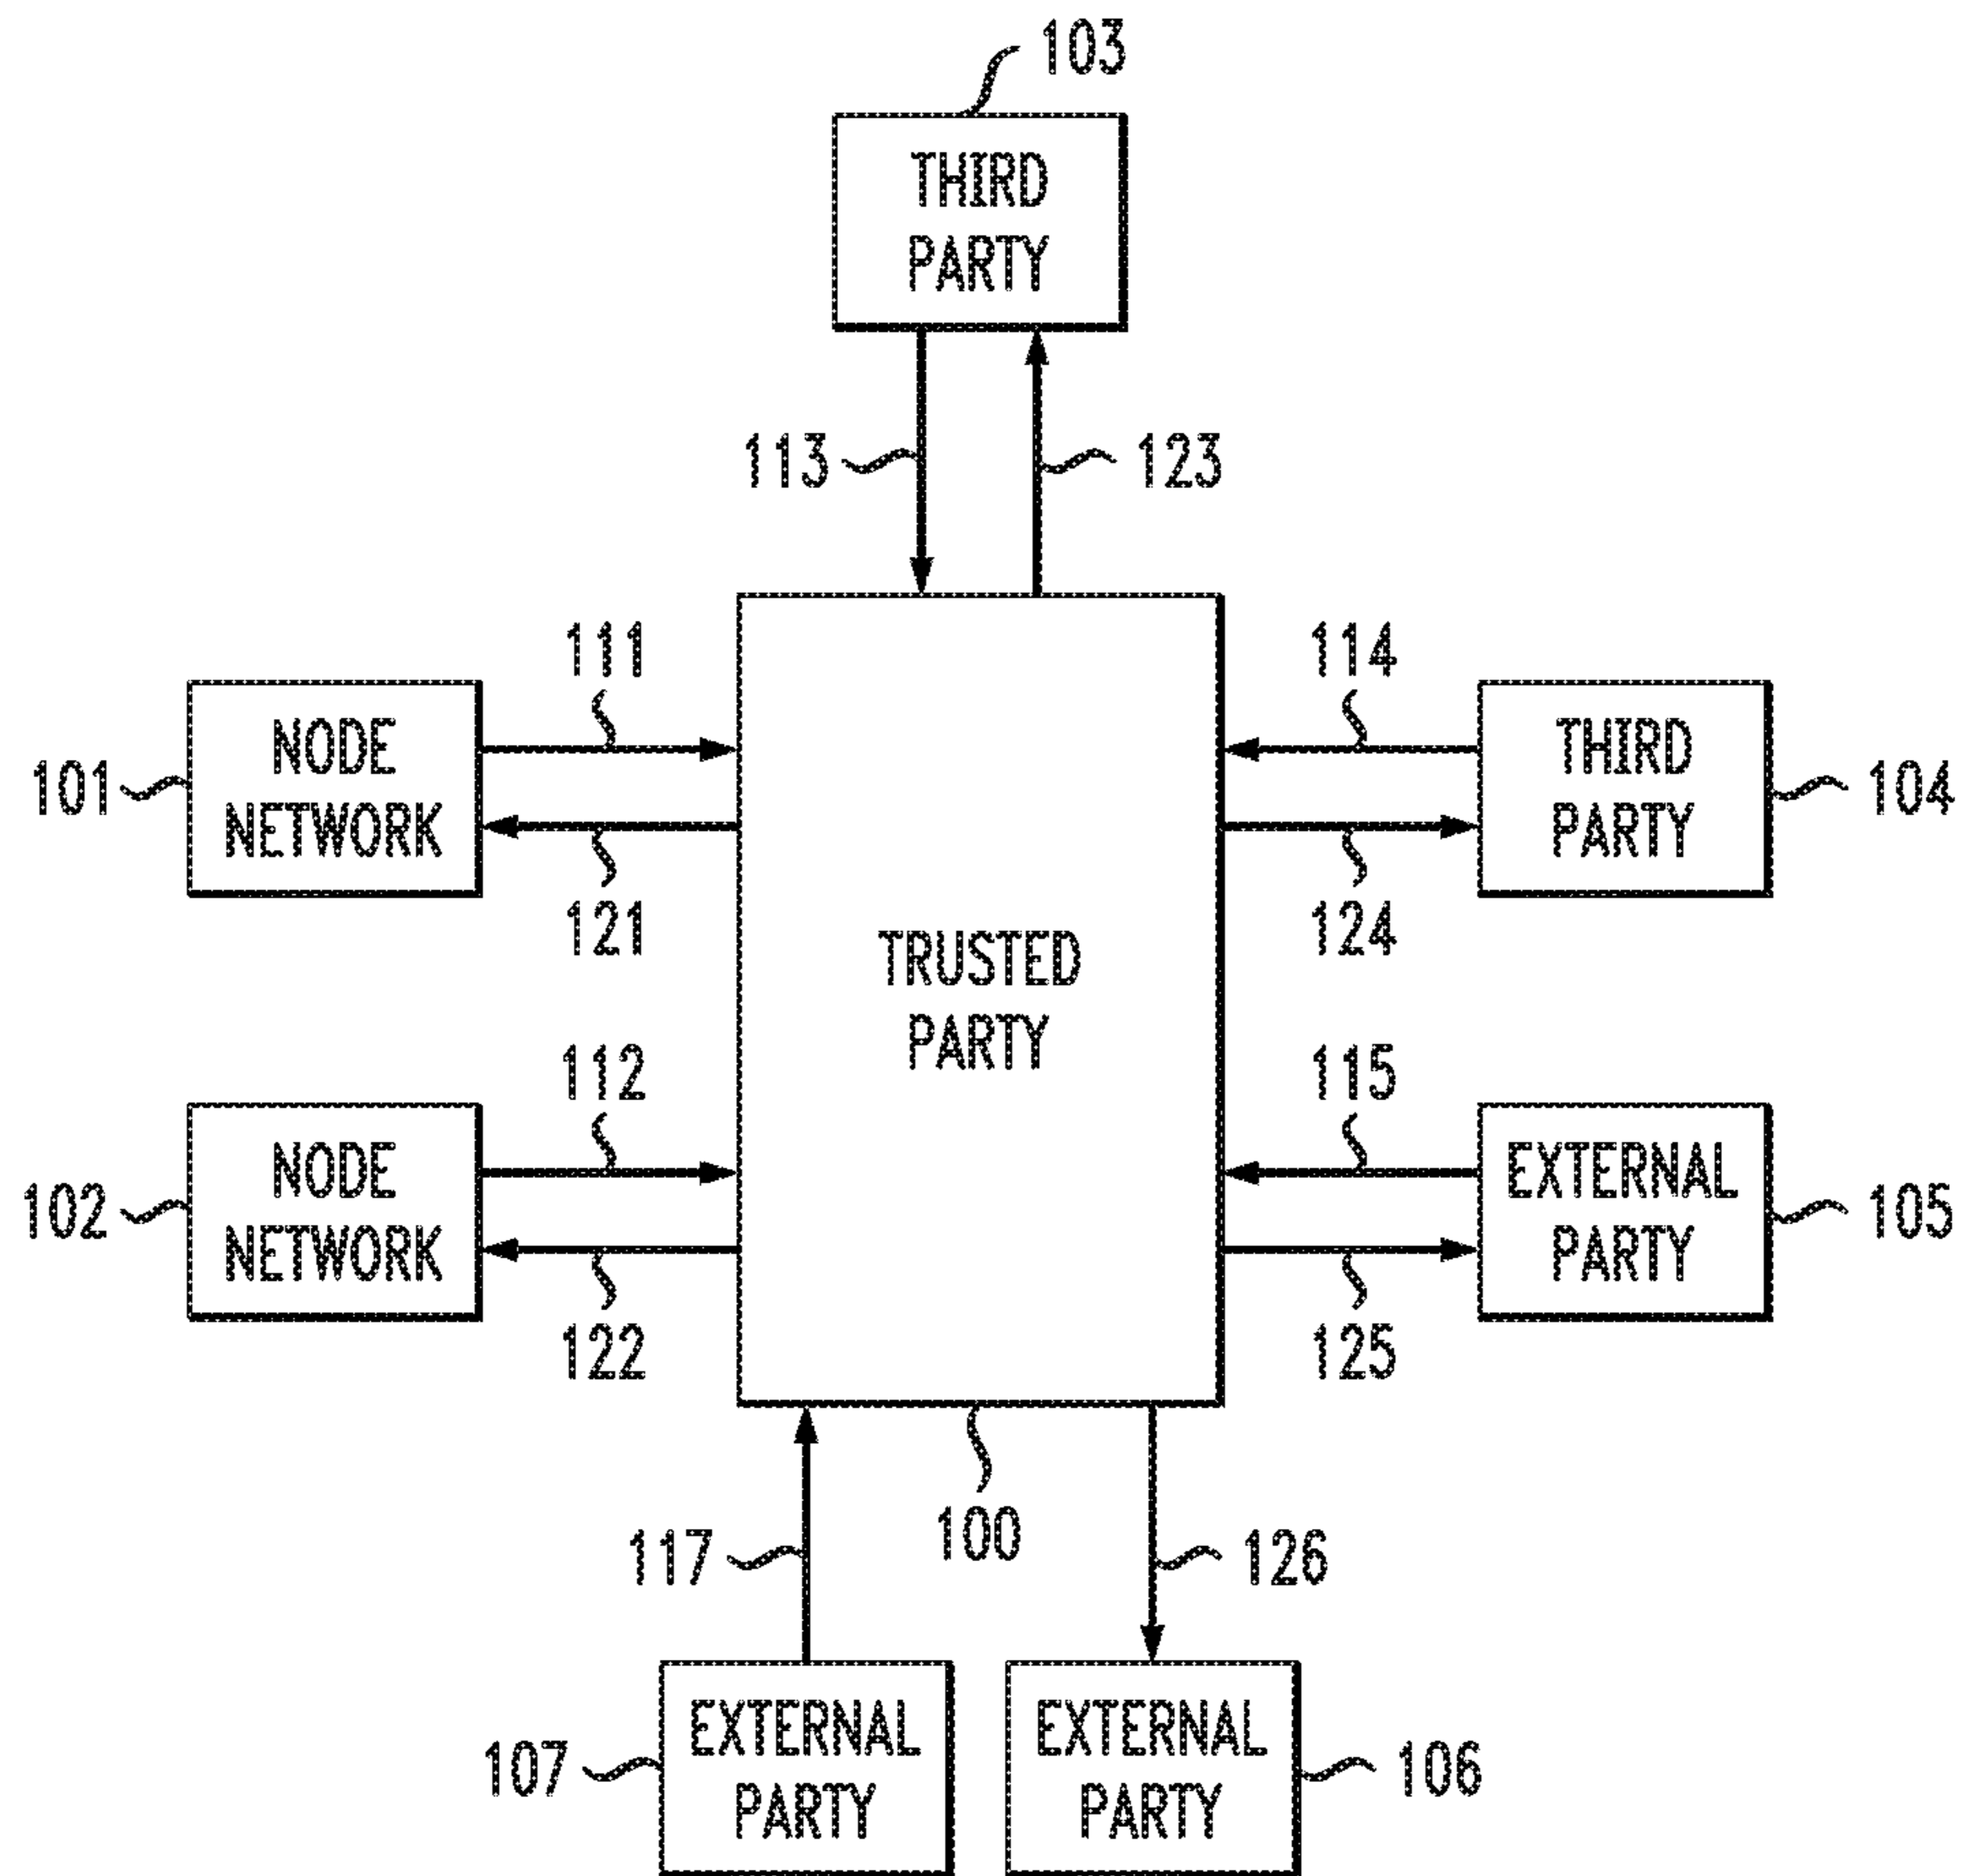 103
THIRD
PARTY
113
123
111
114
NODE
NETWORK
THIRD
PARTY
101
104
121
124
TRUSTED
PARTY
112
115
NODE
NETWORK
EXTERNAL
PARTY
102
105
122
125
117
100
126
EXTERNAL
PARTY
EXTERNAL
PARTY
107
106